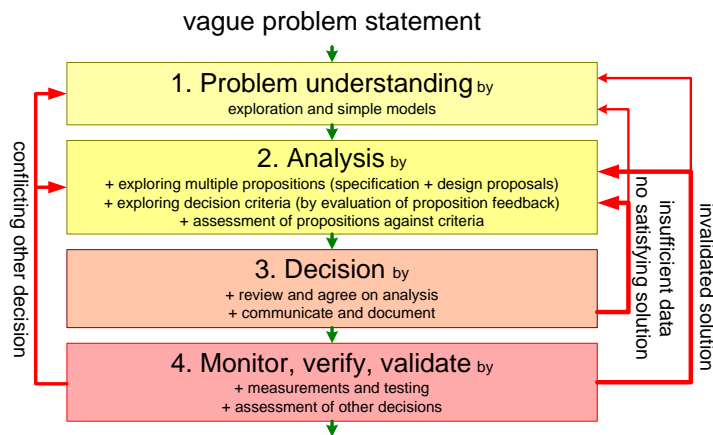 vague problem statement
1. Problem understanding by
exploration and simple models
2. Analysis by
+ exploring multiple propositions (specification + design proposals)
+ exploring decision criteria (by evaluation of proposition feedback)
+ assessment of propositions against criteria
3. Decision by
+ review and agree on analysis
+ communicate and document
4. Monitor, verify, validate by
+ measurements and testing
+ assessment of other decisions
conflicting other decision
insufficient data
no satisfying solution
invalidated solution